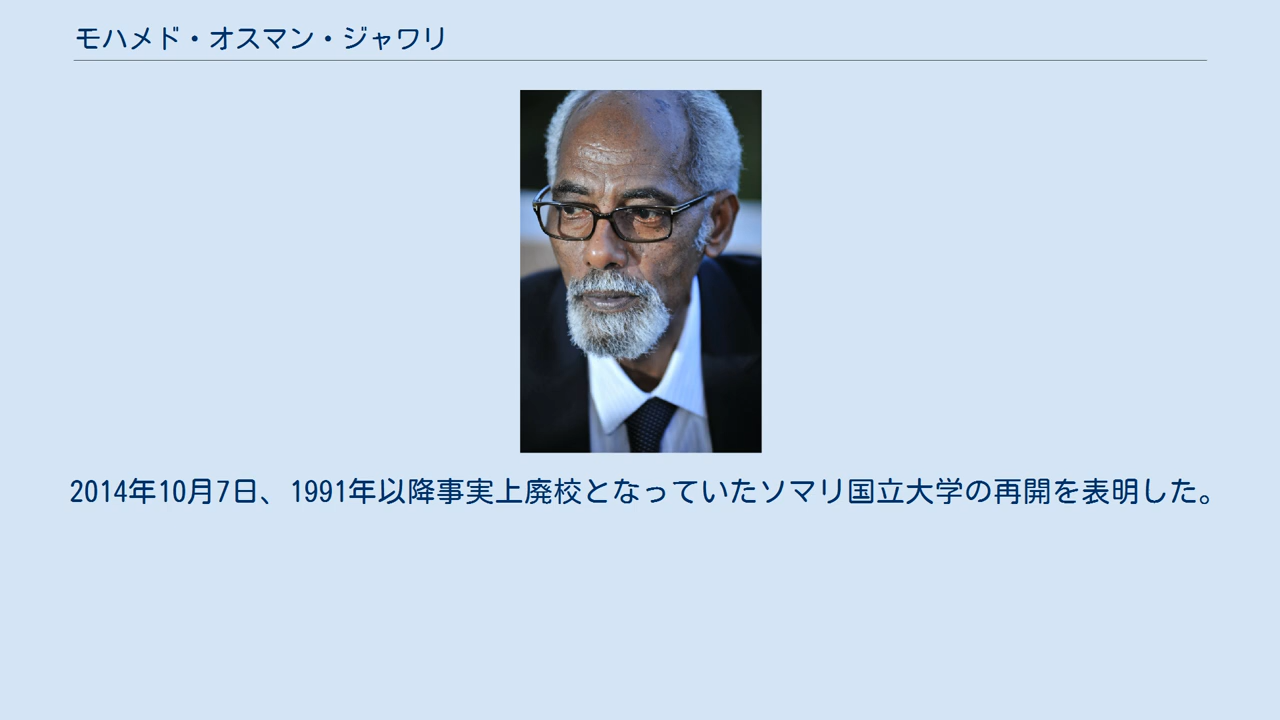 モハメド・オスマン・ジャワリ
2014年10月7日、1991年以降事実上廃校となっていたソマリ国立大学の再開を表明した。